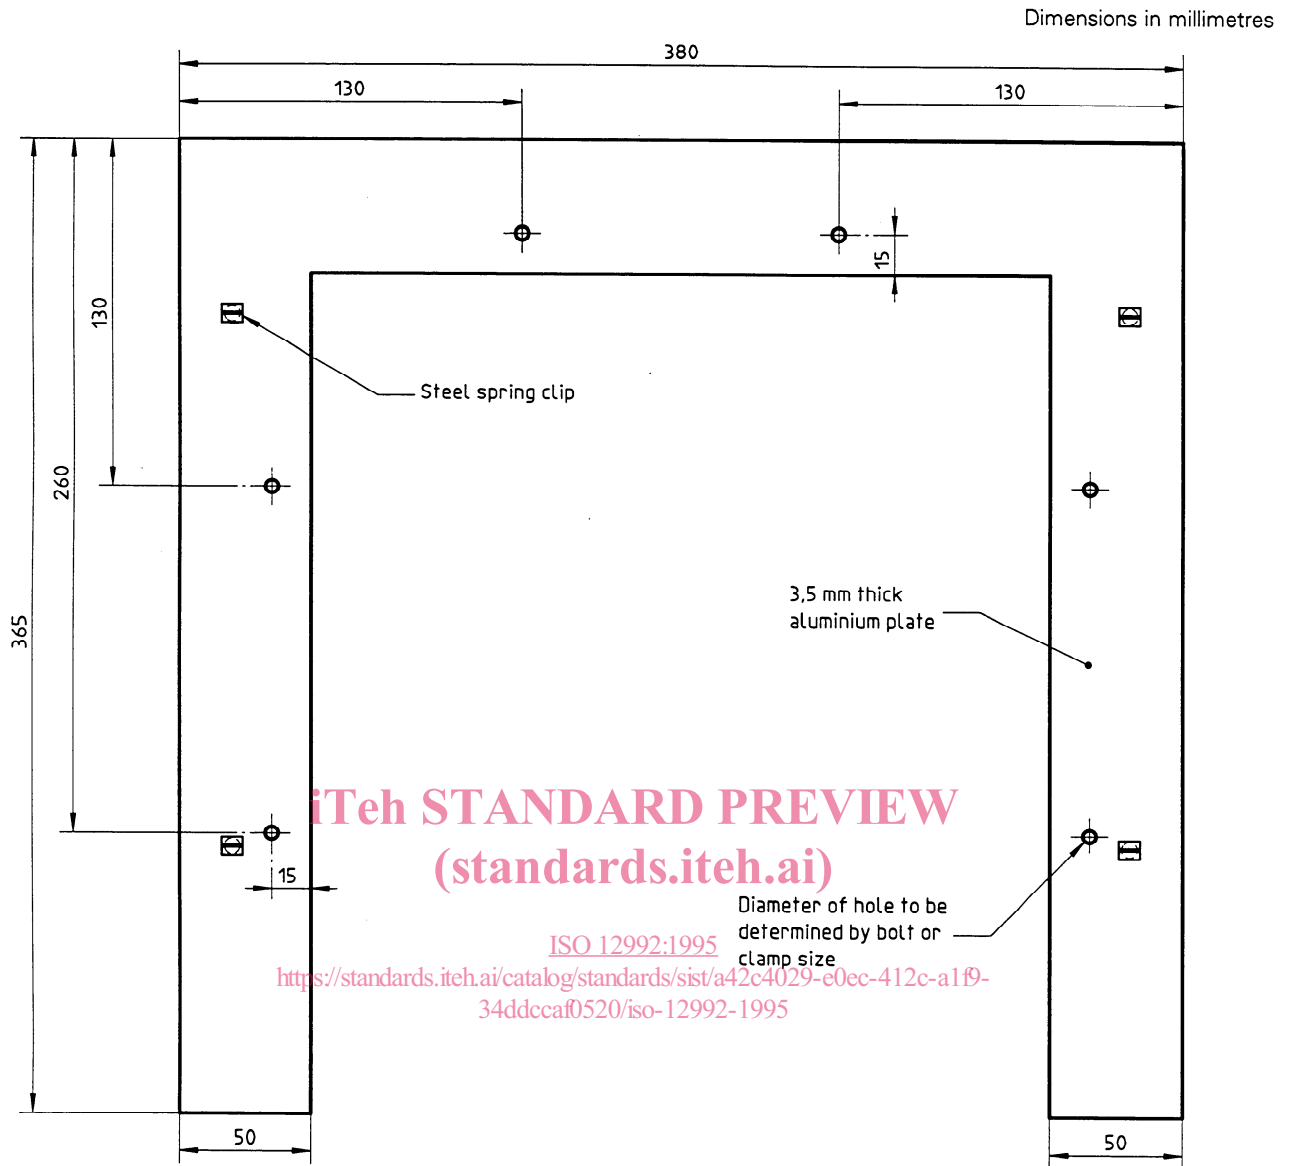 Dimensions in millimetres
380
130
130
15
130
Steel spring clip
260
3,5 mm thick
aluminium plate
365
iTeh STANDARD PREVIEW
(standards.iteh.ai)
15
Diameter of hole to be
determined by bolt or
clamp size
ISO 12992:1995
https://standards.iteh.ai/catalog/standards/sist/a42c4029-e0ec-412c-a1f9-
34ddccaf0520/iso-12992-1995
50
50